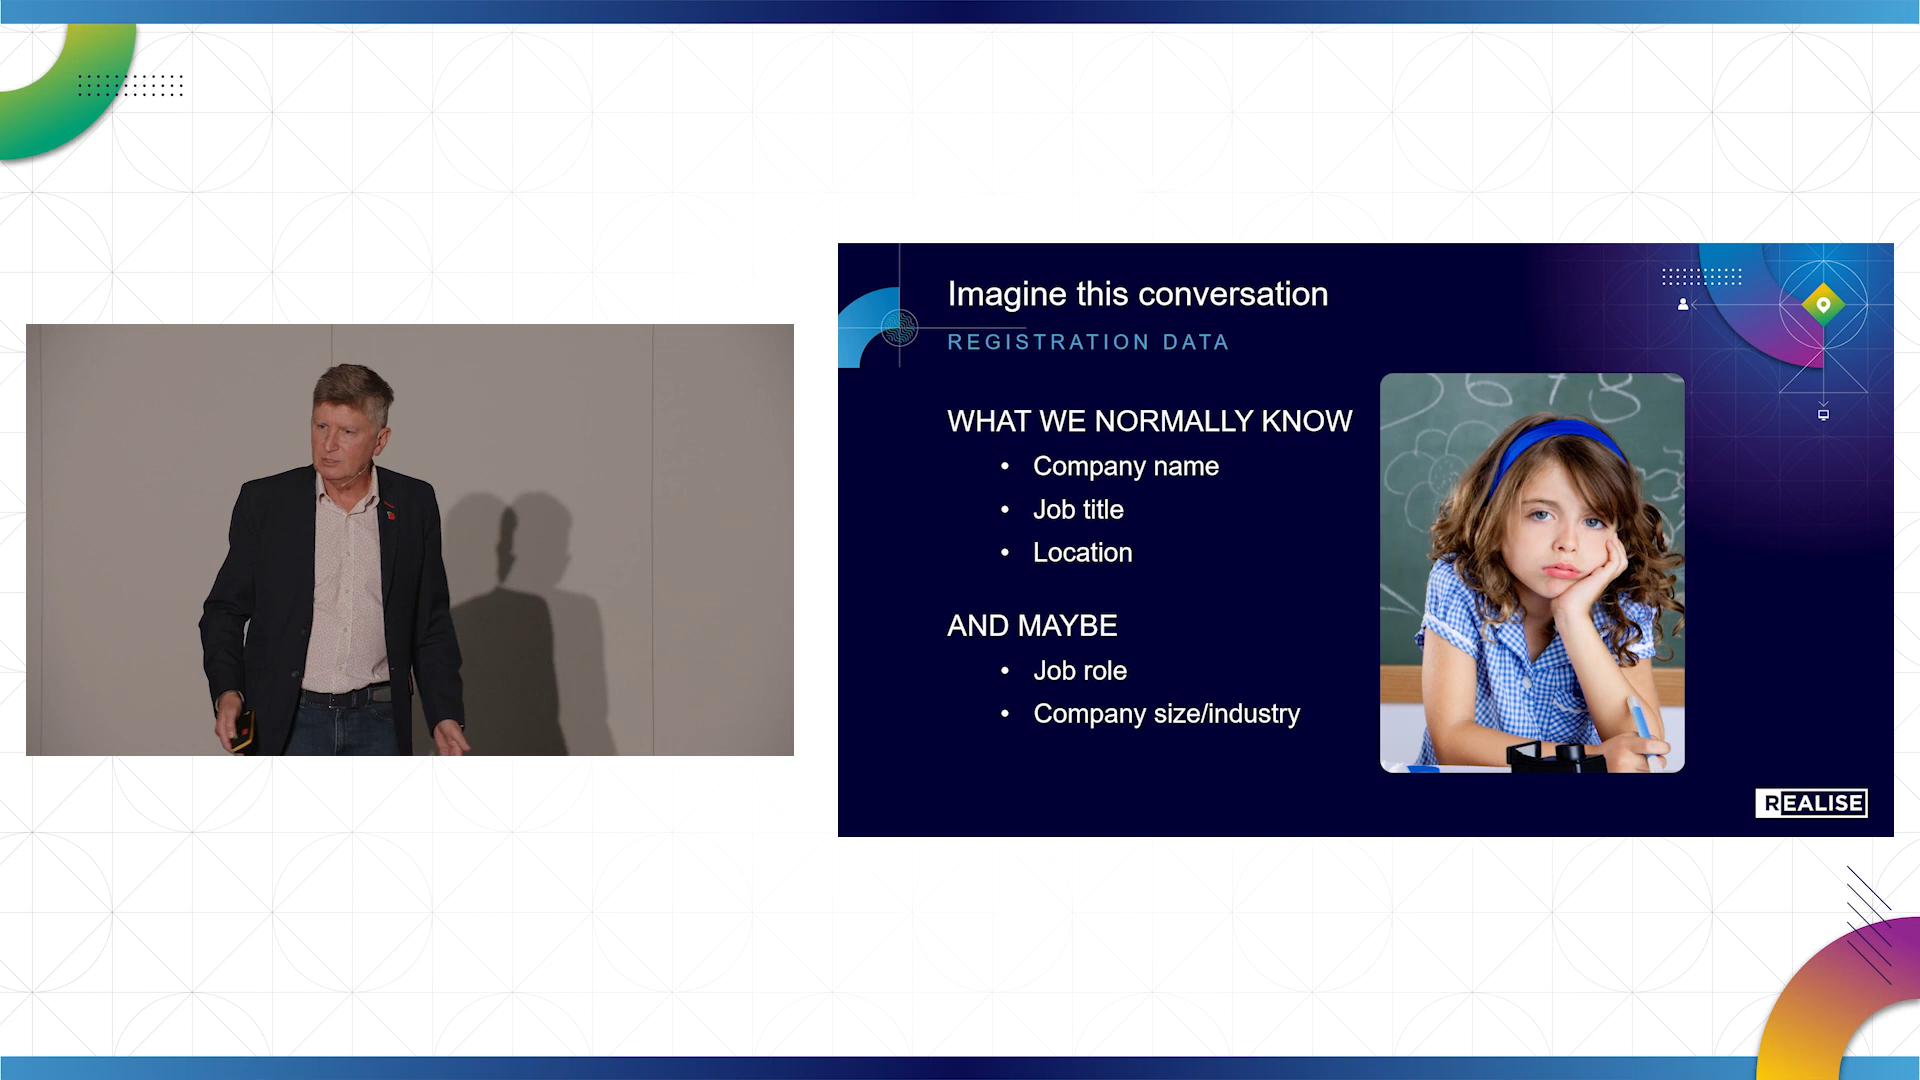 Imagine this conversation
REGISTRATION DATA
WHAT WE NORMALLY KNOW
• Company name
• Job title
• Location
AND MAYBE
• Job role
• Company size/industry
5678
REALISE